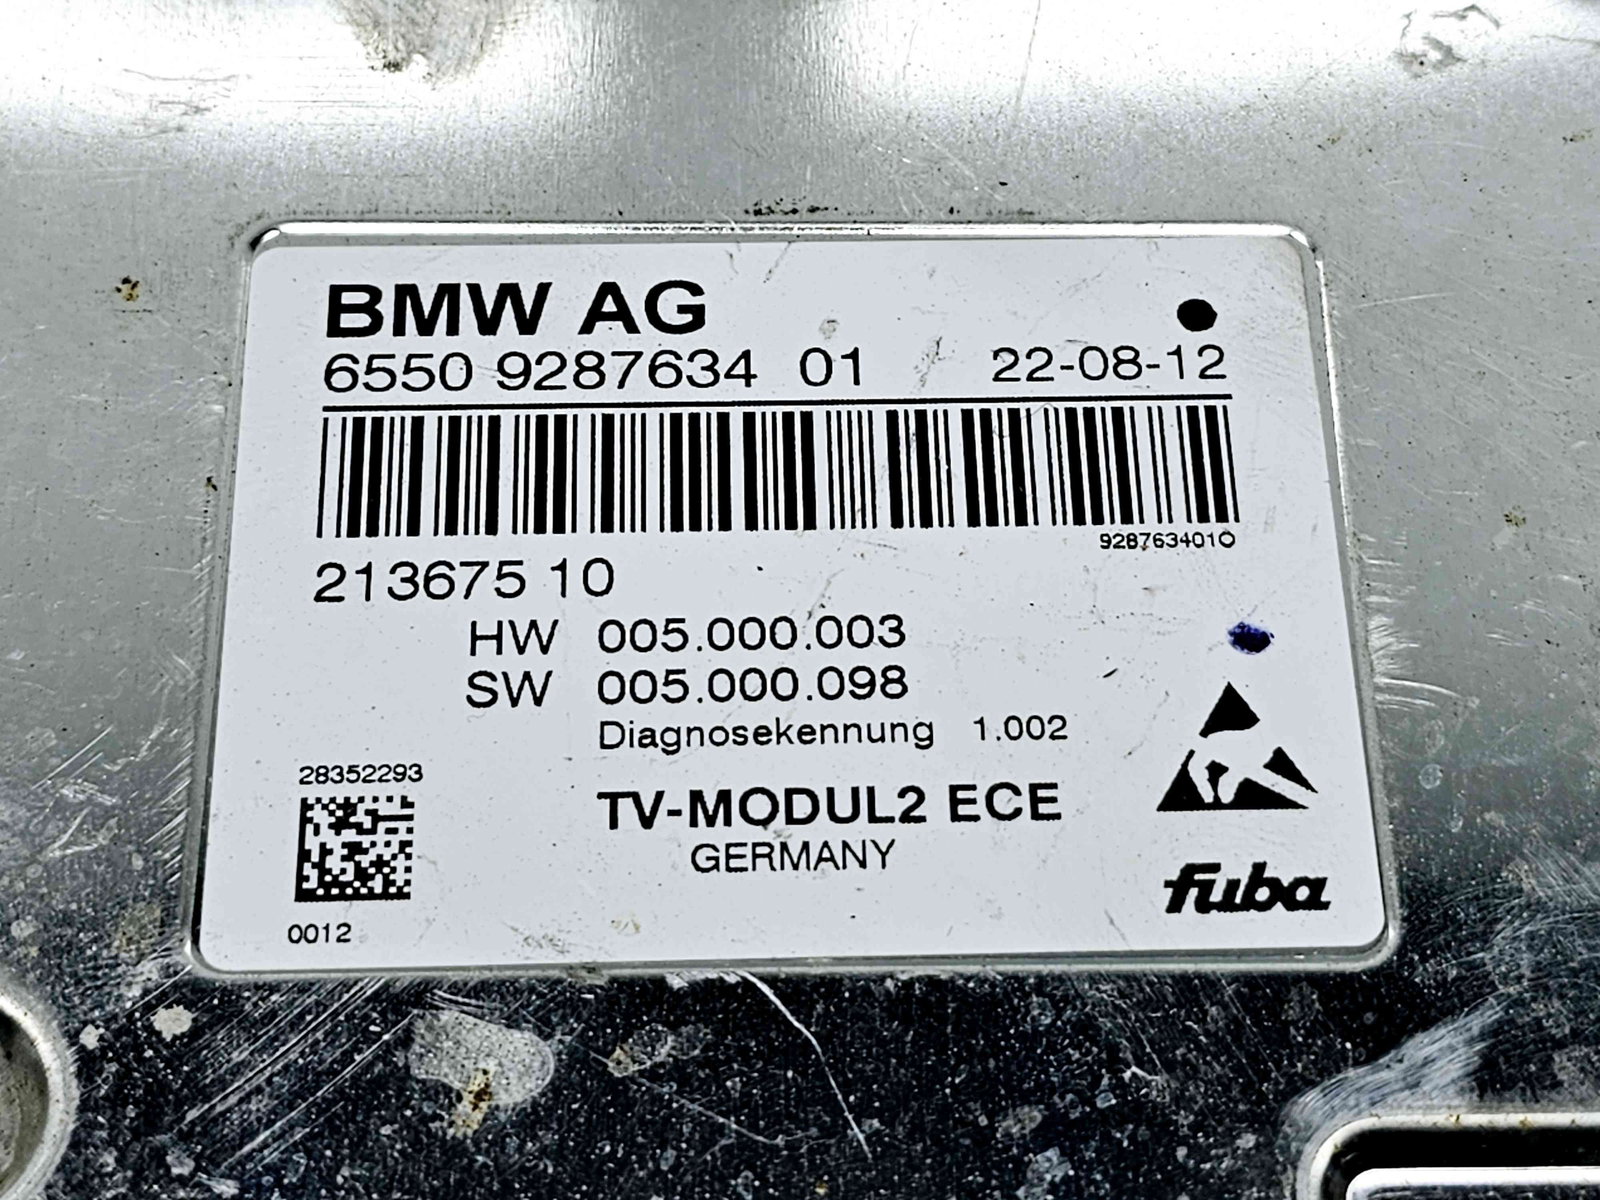 BMW AG
6550 9287634 01 22-08-12
9287634010
213675 10
HW 005.000.003
SW 005.000.098
Diagnosekennung 1.002
28352293
TV-MODUL2 ECE
GERMANY
fuba
0012